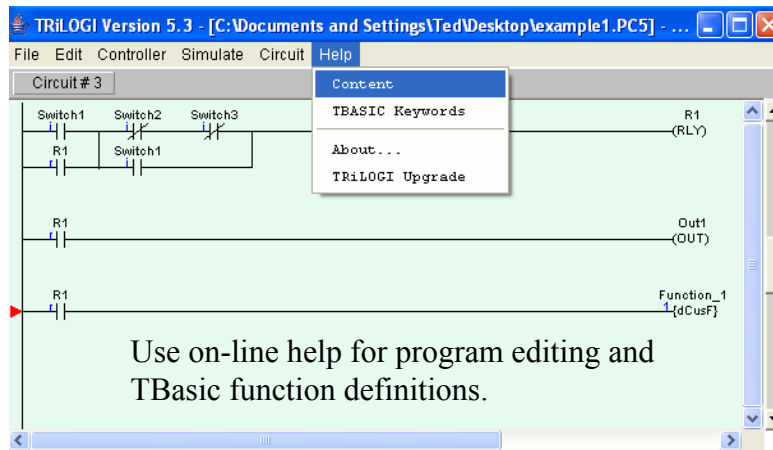 TRiLOGI Version 5.3 - [C:\Documents and Settings\Ted\Desktop\example1.PC5] - ...
File Edit Controller Simulate Circuit Help
Circuit# 3
Content
TBASIC Keywords
About...
TRiLOGI Upgrade
Switch1 Switch2 Switch3 R1
i i i (RLY)
R1 Switch1
r i
R1 Out1
r (OUT)
R1 Function_1
r 1 {dCusF}
Use on-line help for program editing and
TBasic function definitions.